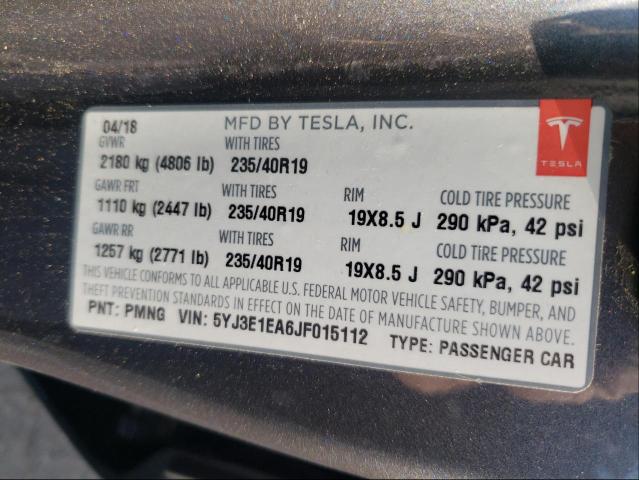 04/18 MFD BY TESLA, INC.
GVWR WITH TIRES
2180 kg (4806 lb) 235/40R19
TESLA
GAWR FRT WITH TIRES RIM COLD TIRE PRESSURE
1110 kg (2447 lb) 235/40R19 19X8.5 J 290 kPa, 42 psi
GAWR RR WITH TIRES RIM COLD TIRE PRESSURE
1257 kg (2771 lb) 235/40R19 19X8.5 J 290 kPa, 42 psi
THIS VEHICLE CONFORMS TO ALL APPLICABLE U.S. FEDERAL MOTOR VEHICLE SAFETY, BUMPER, AND
THEFT PREVENTION STANDARDS IN EFFECT ON THE DATE OF MANUFACTURE SHOWN ABOVE.
PNT: PMNG VIN: 5YJ3E1EA6JF015112 TYPE: PASSENGER CAR